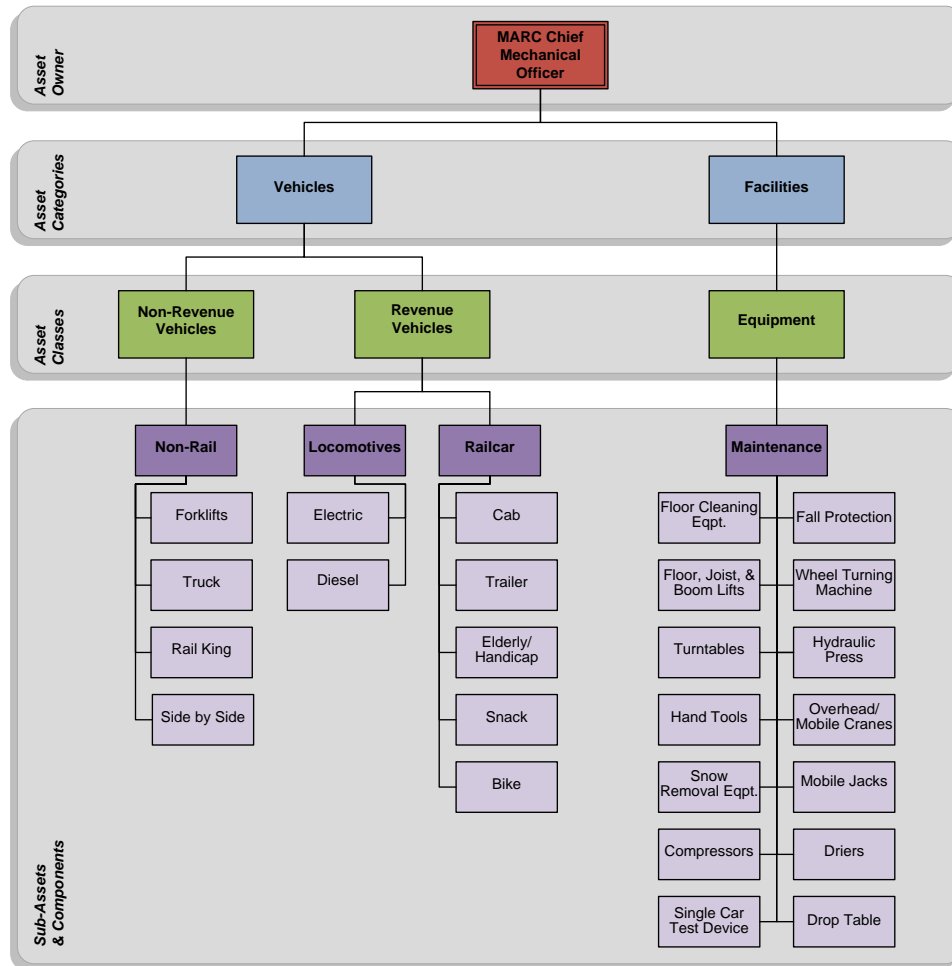 MARC Chief
Mechanical
Officer
Asset
Owner
Vehicles
Facilities
Asset
Categories
Non-Revenue
Vehicles
Revenue
Vehicles
Equipment
Asset
Classes
Non-Rail
Locomotives
Railcar
Maintenance
Forklifts
Truck
Rail King
Side by Side
Electric
Diesel
Cab
Trailer
Elderly/
Handicap
Snack
Bike
Floor Cleaning
Eqpt.
Fall Protection
Floor, Joist, &
Boom Lifts
Wheel Turning
Machine
Turntables
Hydraulic
Press
Hand Tools
Overhead/
Mobile Cranes
Snow
Removal Eqpt.
Mobile Jacks
Compressors
Driers
Single Car
Test Device
Drop Table
Sub-Assets
& Components